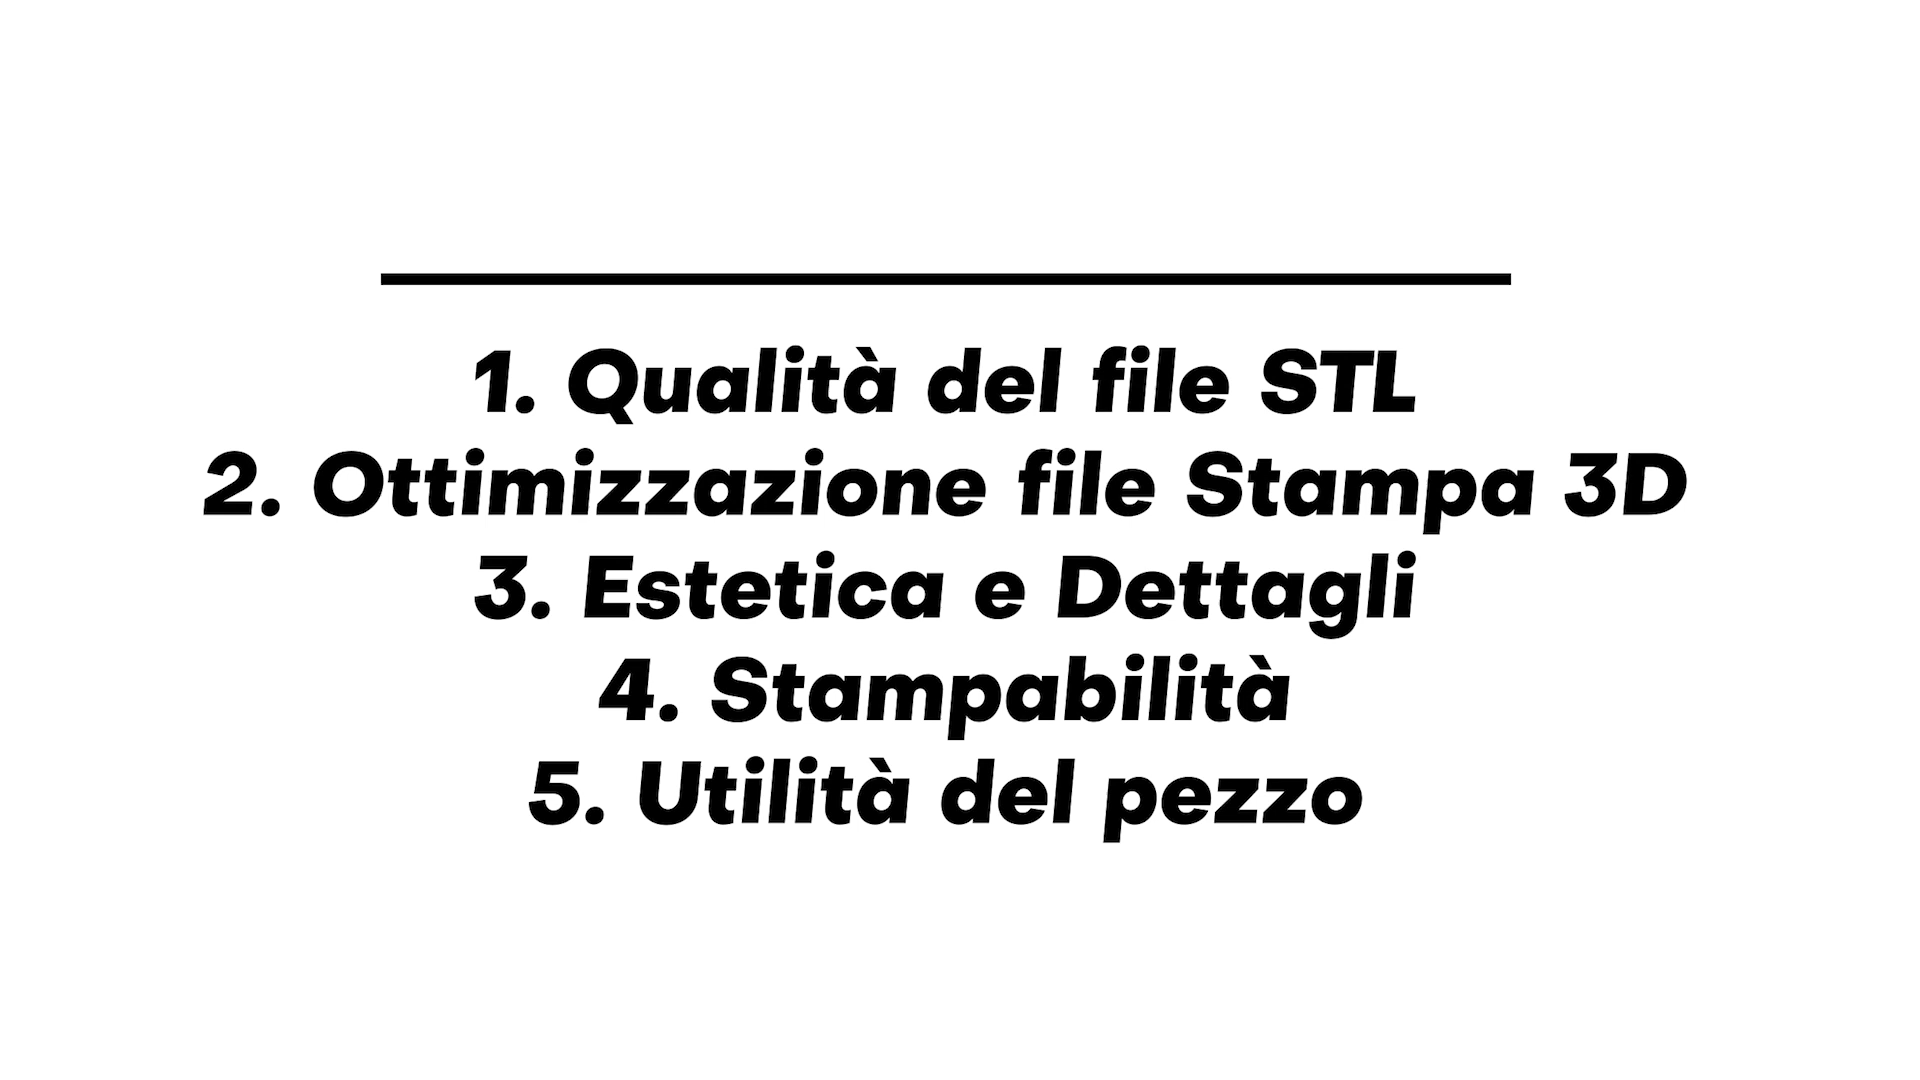 1. Qualità del file STL
2. Ottimizzazione file Stampa 3D
3. Estetica e Dettagli
4. Stampabilità
5. Utilità del pezzo